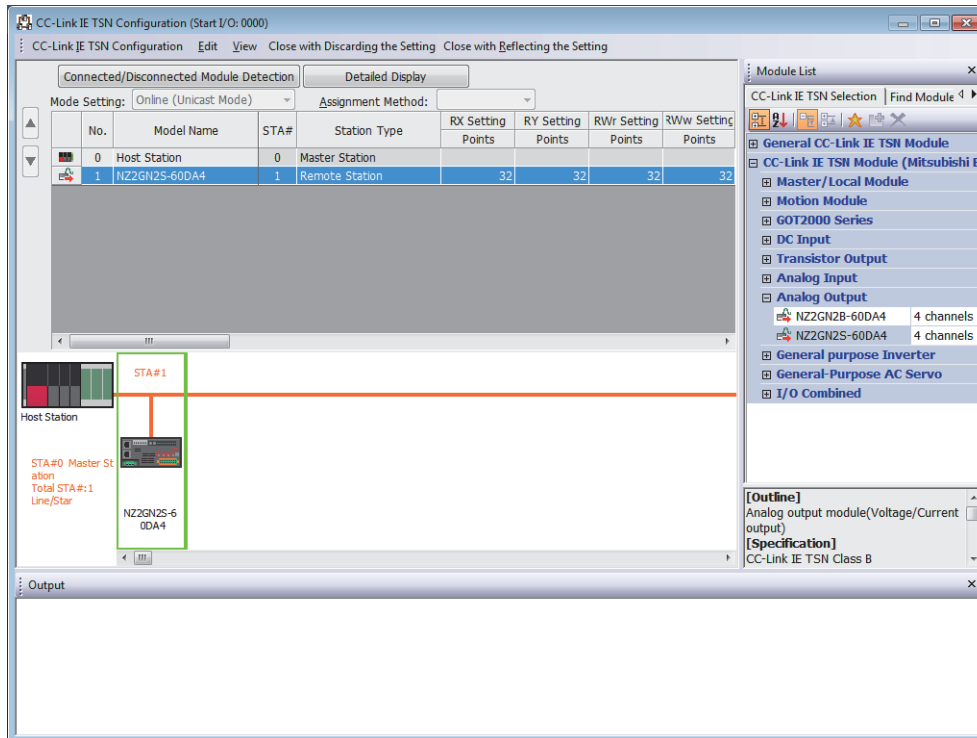 CC-Link IE TSN Configuration (Start I/O: 0000)
CC-Link IE TSN Configuration Edit View Close with Discarding the Setting Close with Reflecting the Setting
Connected/Disconnected Module Detection Detailed Display
Mode Setting: Online (Unicast Mode) Assignment Method:
No. Model Name STA# Station Type RX Setting RY Setting RWr Setting RWw Setting
Points Points Points Points
0 Host Station 0 Master Station
1 NZ2GN2S-60DA4 1 Remote Station 32 32 32 32
STA#1
Host Station
STA#0 Master St
ation
Total STA#:1
Line/Star
NZ2GN2S-6
0DA4
Module List
CC-Link IE TSN Selection Find Module
General CC-Link IE TSN Module
CC-Link IE TSN Module (Mitsubishi E
Master/Local Module
Motion Module
GOT2000 Series
DC Input
Transistor Output
Analog Input
Analog Output
NZ2GN2B-60DA4 4 channels
NZ2GN2S-60DA4 4 channels
General purpose Inverter
General-Purpose AC Servo
I/O Combined
[Outline]
Analog output module(Voltage/Current
output)
[Specification]
CC-Link IE TSN Class B
Output